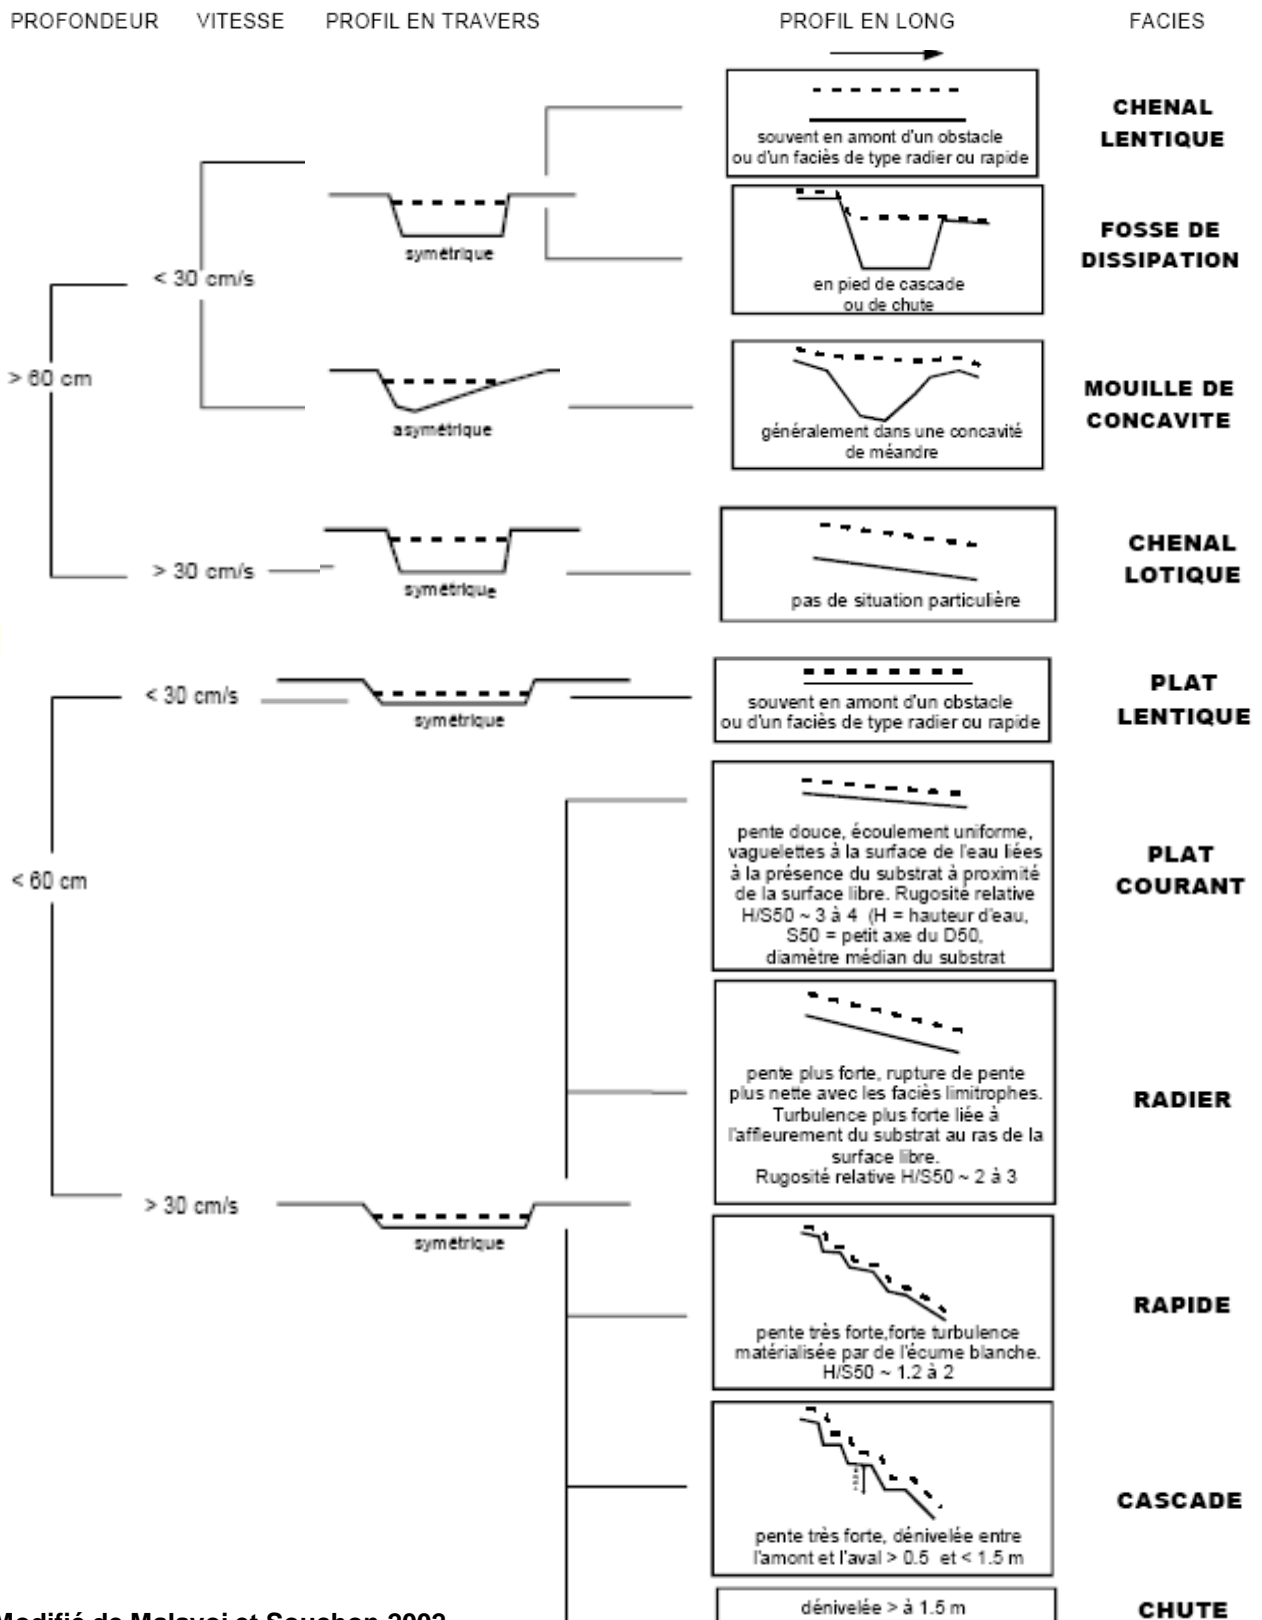 PROFONDEUR VITESSE PROFIL EN TRAVERS PROFIL EN LONG FACIES
souvent en amont d'un obstacle
ou d'un faciès de type radier ou rapide
CHENAL
LENTIQUE
symétrique
en pied de cascade
ou de chute
FOSSE DE
DISSIPATION
< 30 cm/s
> 60 cm
asymétrique
généralement dans une concavité
de méandre
MOUILLE DE
CONCAVITE
> 30 cm/s
symétrique
pas de situation particulière
CHENAL
LOTIQUE
< 30 cm/s
symétrique
souvent en amont d'un obstacle
ou d'un faciès de type radier ou rapide
PLAT
LENTIQUE
< 60 cm
pente douce, écoulement uniforme,
vaguelettes à la surface de l'eau liées
à la présence du substrat à proximité
de la surface libre. Rugosité relative
H/S50 ~ 3 à 4 (H = hauteur d'eau,
S50 = petit axe du D50,
diamètre médian du substrat
PLAT
COURANT
pente plus forte, rupture de pente
plus nette avec les faciès limitrophes.
Turbulence plus forte liée à
l'affleurement du substrat au ras de la
surface libre.
Rugosité relative H/S50 ~ 2 à 3
RADIER
> 30 cm/s
symétrique
pente très forte,forte turbulence
matérialisée par de l'écume blanche.
H/S50 ~ 1.2 à 2
RAPIDE
pente très forte, dénivelée entre
l'amont et l'aval > 0.5 et < 1.5 m
CASCADE
dénivelée > à 1.5 m
CHUTE
Modifié de Malavoi et Souchon 2002